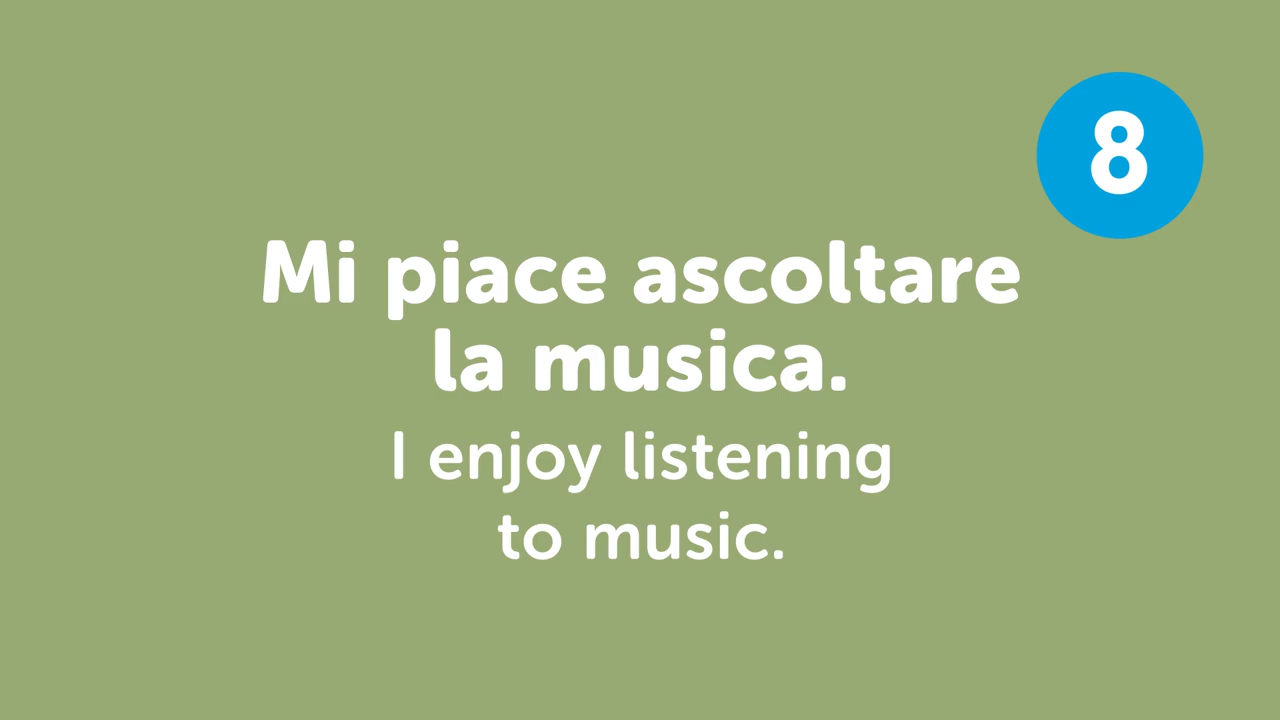 8
Mi piace ascoltare
la musica.
I enjoy listening
to music.